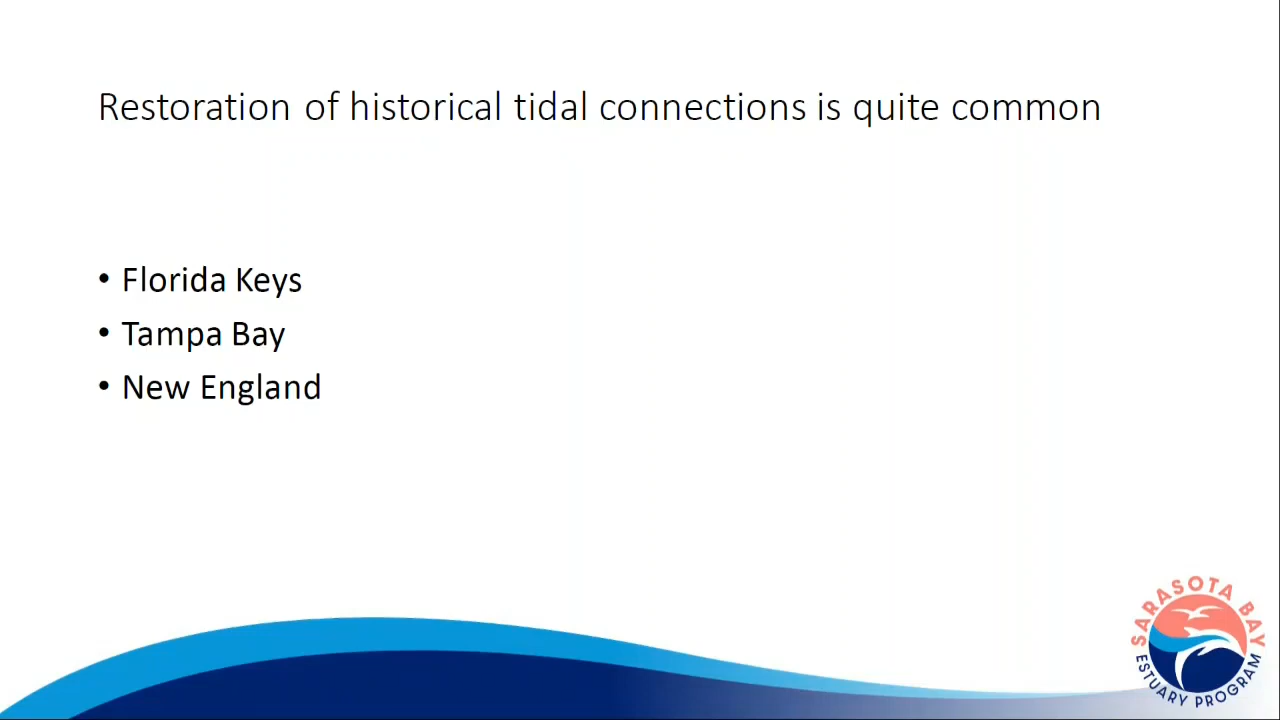 Restoration of historical tidal connections is quite common
• Florida Keys
• Tampa Bay
• New England
SARASOTA BAY
ESTUARY PROGRAM